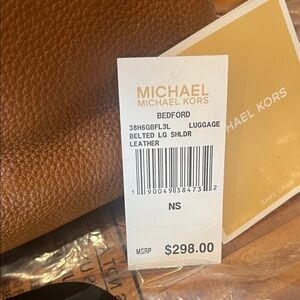 MICHAEL
MICHAEL KORS
BEDFORD
38H6GBFL3L LUGGAGE
BELTED LG SHLDR
LEATHER
1 90049 38473 2
NS
MSRP $298.00
HAEL KORS